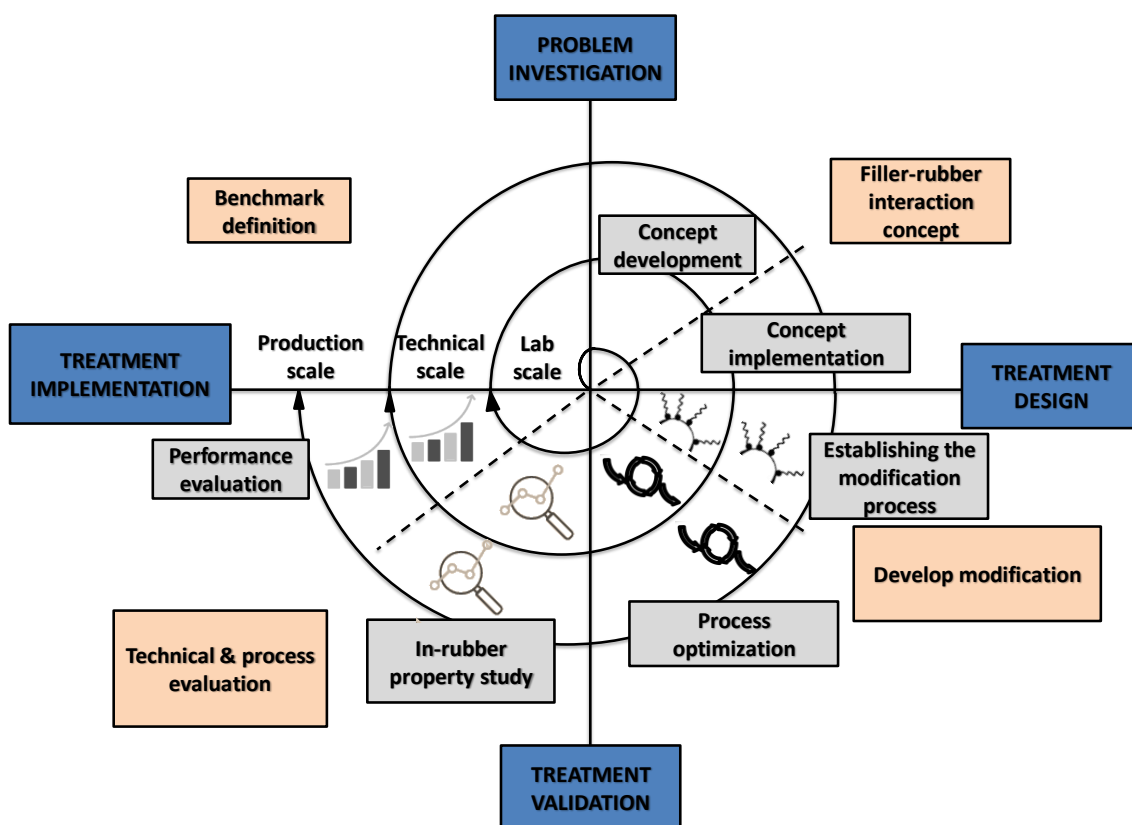 PROBLEM
INVESTIGATION
Benchmark
definition
Filler-rubber
interaction
concept
Concept
development
TREATMENT
IMPLEMENTATION
Production
scale
Technical
scale
Lab
scale
Concept
implementation
TREATMENT
DESIGN
Performance
evaluation
Establishing the
modification
process
Develop modification
Technical & process
evaluation
In-rubber
property study
Process
optimization
TREATMENT
VALIDATION